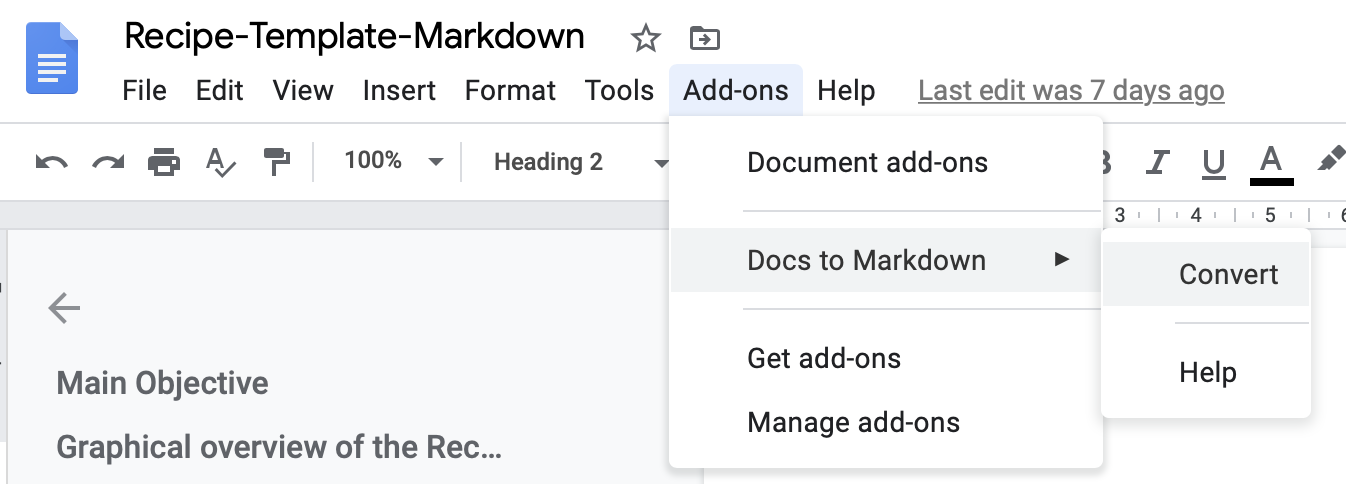 Recipe-Template-Markdown
File Edit View Insert Format Tools Add-ons Help Last edit was 7 days ago
100% Heading 2 B I U A
Document add-ons
3 4 5 6
Docs to Markdown ►
Convert
Help
Get add-ons
Manage add-ons
Main Objective
Graphical overview of the Rec...